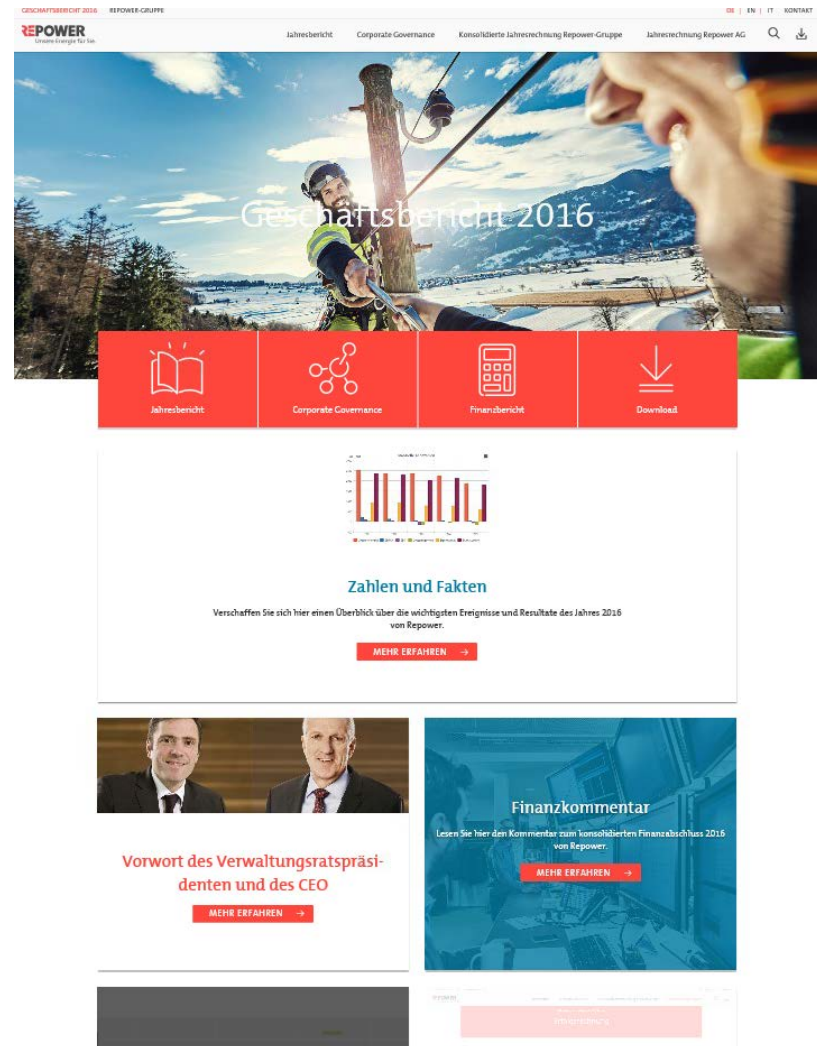 GESCHÄFTSBERICHT 2016 REPOWER-GRUPPE DE | EN | IT KONTAKT
REPOWER
Unsere Energie für Sie.
Jahresbericht Corporate Governance Konsolidierte Jahresrechnung Repower-Gruppe Jahresrechnung Repower AG
Geschäftsbericht 2016
Jahresbericht Corporate Governance Finanzbericht Download
Zahlen und Fakten
Verschaffen Sie sich hier einen Überblick über die wichtigsten Ereignisse und Resultate des Jahres 2016
von Repower.
MEHR ERFAHREN
Finanzkommentar
Lesen Sie hier den Kommentar zum konsolidierten Finanzabschluss 2016
von Repower.
MEHR ERFAHREN
Vorwort des Verwaltungsratspräsi-
denten und des CEO
MEHR ERFAHREN